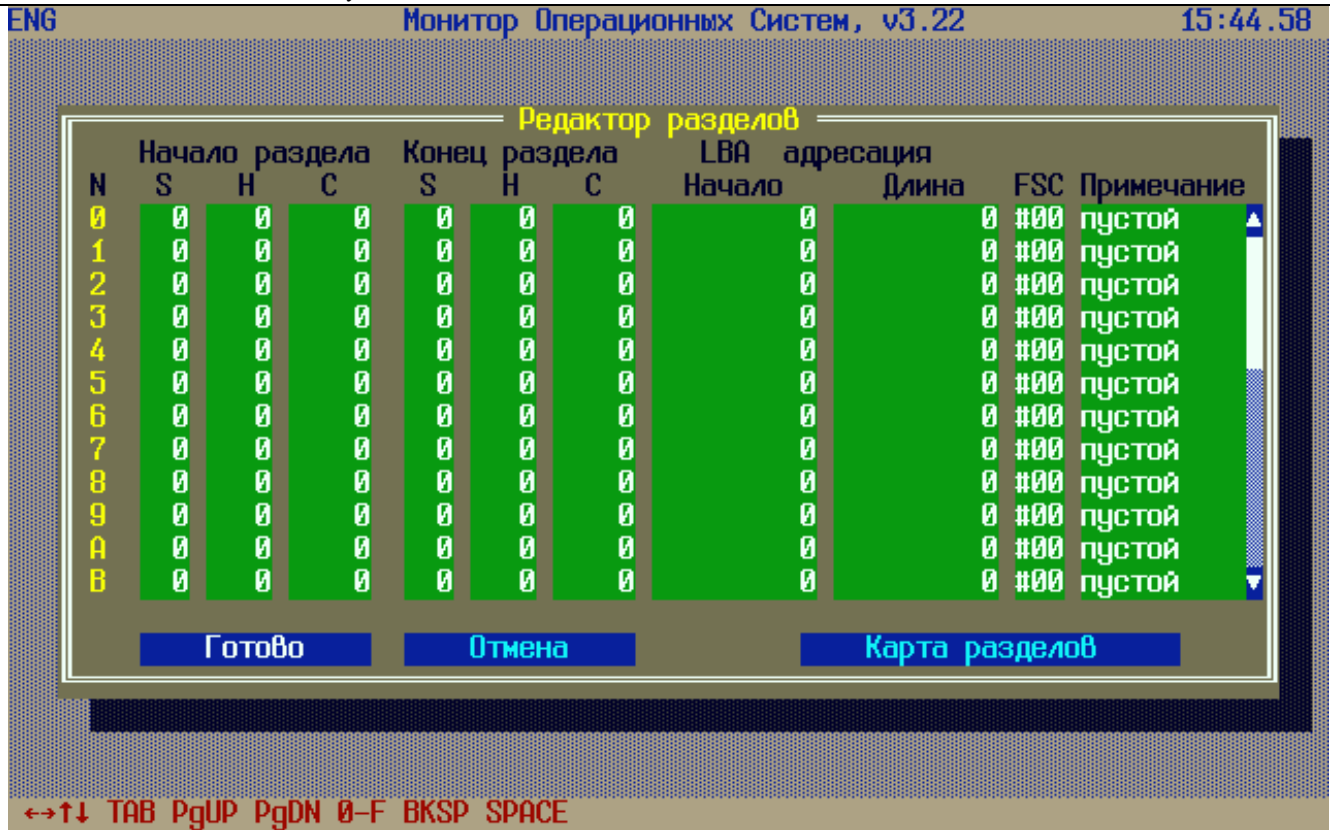 ENG Монитор Операционных Систем, v3.22 15:44.58
Редактор разделов
Начало раздела Конец раздела LBA адресация
N S H C S H C Начало Длина FSC Примечание
0 0 0 0 0 0 0 0 0 #00 пустой
1 0 0 0 0 0 0 0 0 #00 пустой
2 0 0 0 0 0 0 0 0 #00 пустой
3 0 0 0 0 0 0 0 0 #00 пустой
4 0 0 0 0 0 0 0 0 #00 пустой
5 0 0 0 0 0 0 0 0 #00 пустой
6 0 0 0 0 0 0 0 0 #00 пустой
7 0 0 0 0 0 0 0 0 #00 пустой
8 0 0 0 0 0 0 0 0 #00 пустой
9 0 0 0 0 0 0 0 0 #00 пустой
A 0 0 0 0 0 0 0 0 #00 пустой
B 0 0 0 0 0 0 0 0 #00 пустой
Готово Отмена Карта разделов
←→↑↓ TAB PgUP PgDN 0-F BKSP SPACE